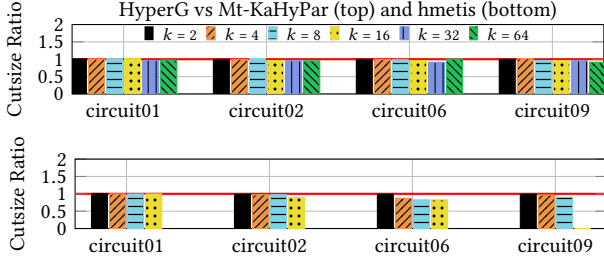 HyperG vs Mt-KaHyPar (top) and hmetis (bottom)
Cutsize Ratio
2
1.5
1
0.5
0
k = 2 k = 4 k = 8 k = 16 k = 32 k = 64
circuit01 circuit02 circuit06 circuit09
Cutsize Ratio
2
1.5
1
0.5
0
circuit01 circuit02 circuit06 circuit09